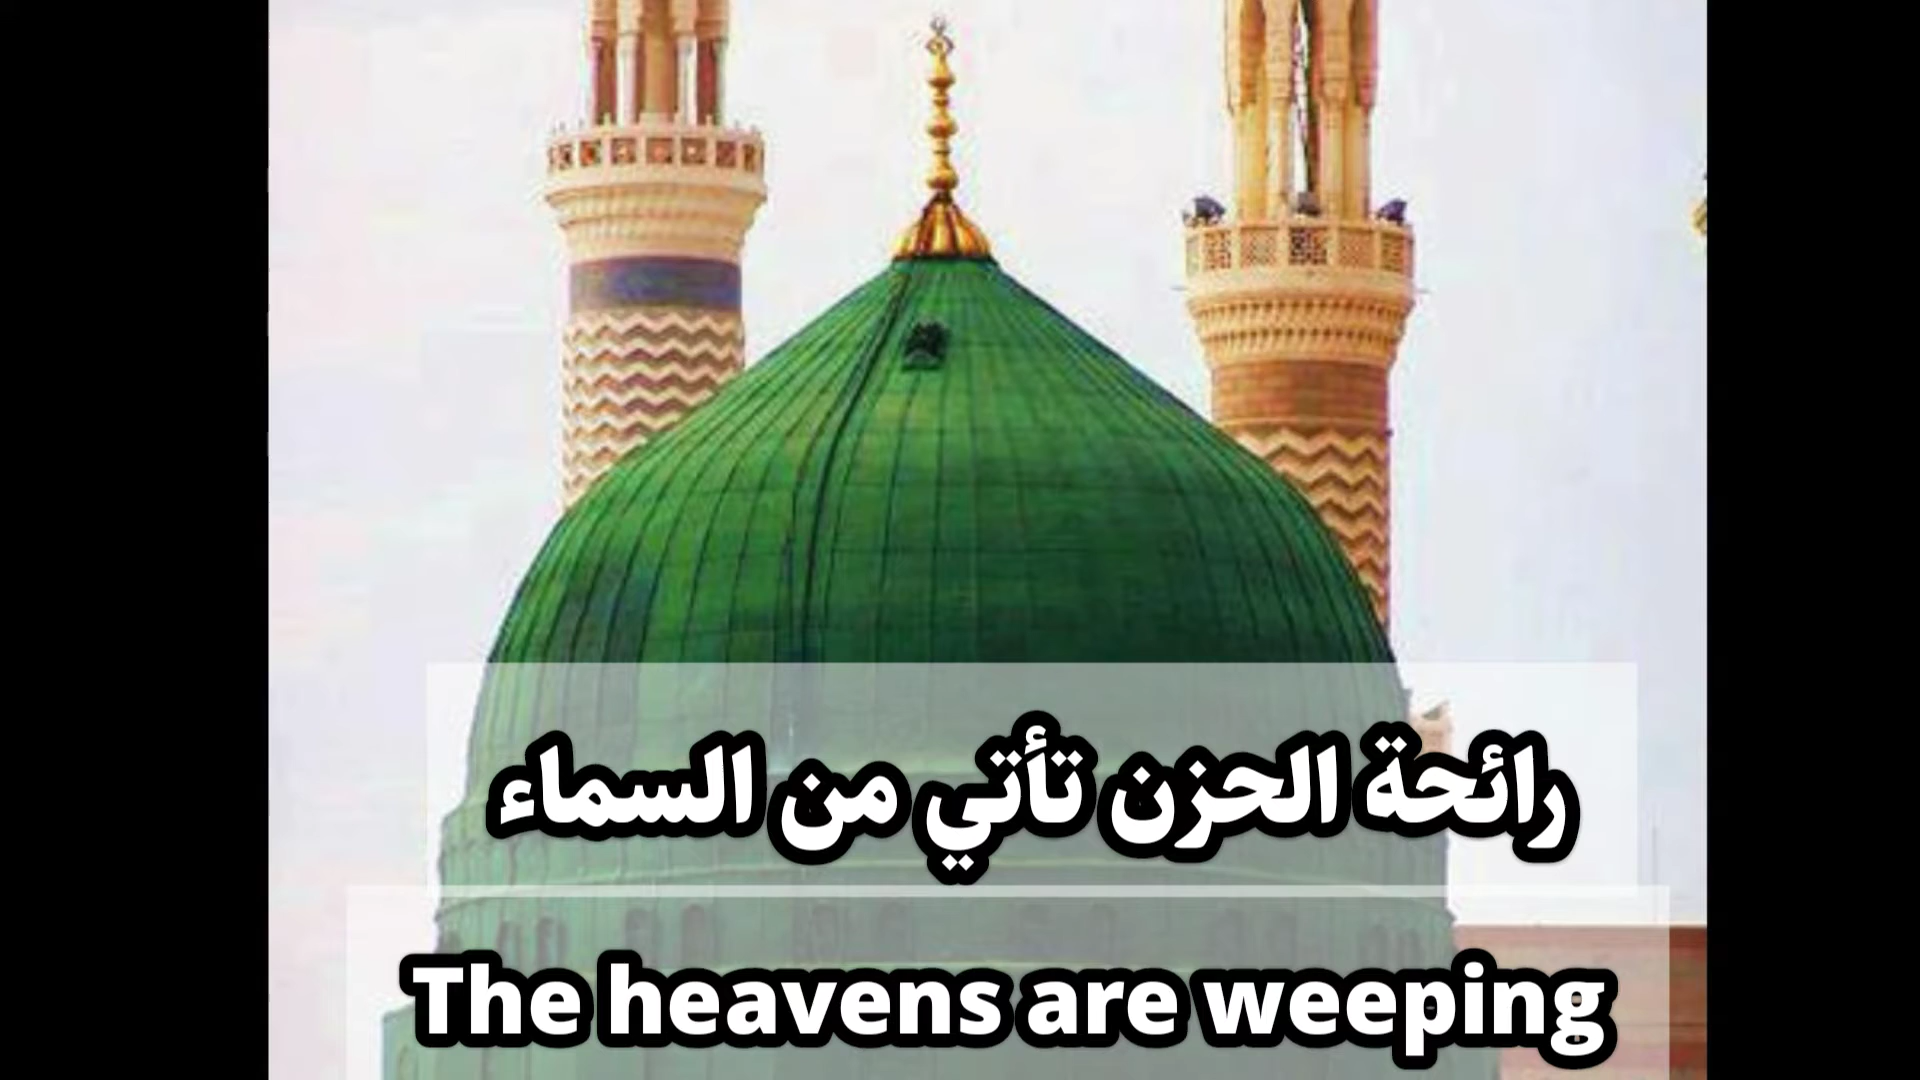 رائحة الحزن تأتي من السماء
The heavens are weeping